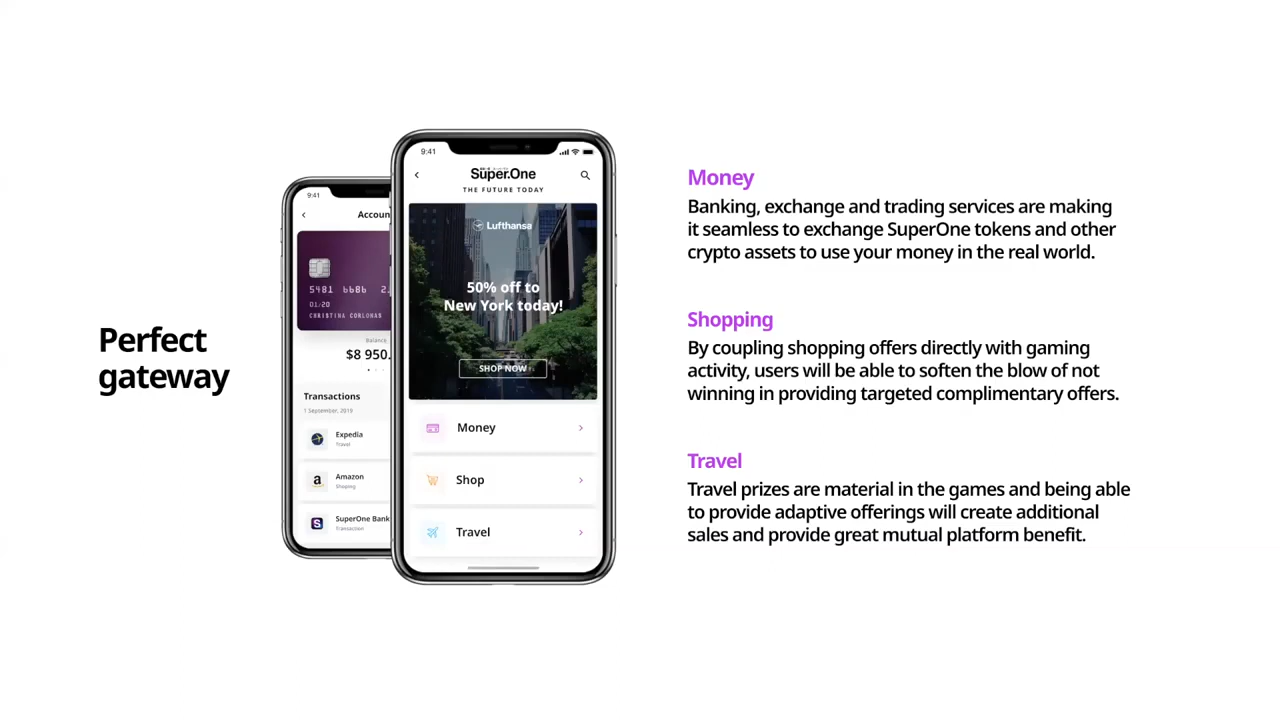 Perfect
gateway
9:41
Accoun
5481 6686 2.
01/20
CHRISTINA CORLONAS
Balance
$8 950.
Transactions
1 September, 2019
Expedia
Travel
a
Amazon
Shoping
S
SuperOne Bank
Transaction
9:41
Super.One
THE FUTURE TODAY
Lufthansa
50% off to
New York today!
SHOP NOW
Money
Shop
Travel
Money
Banking, exchange and trading services are making
it seamless to exchange SuperOne tokens and other
crypto assets to use your money in the real world.
Shopping
By coupling shopping offers directly with gaming
activity, users will be able to soften the blow of not
winning in providing targeted complimentary offers.
Travel
Travel prizes are material in the games and being able
to provide adaptive offerings will create additional
sales and provide great mutual platform benefit.